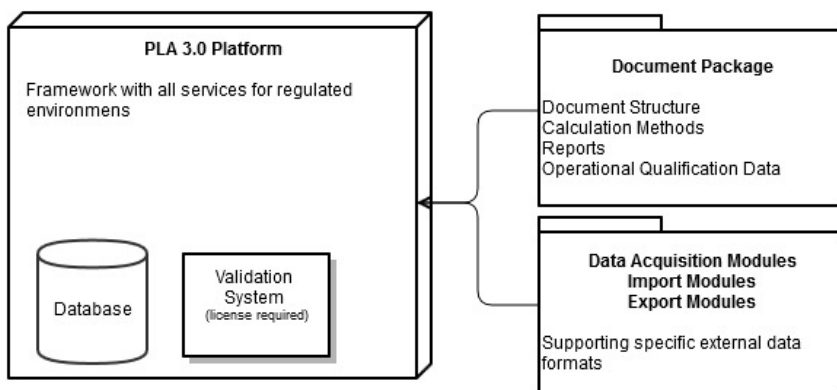 PLA 3.0 Platform
Framework with all services for regulated
environmens
Database
Validation
System
(license required)
Document Package
Document Structure
Calculation Methods
Reports
Operational Qualification Data
Data Acquisition Modules
Import Modules
Export Modules
Supporting specific external data
formats